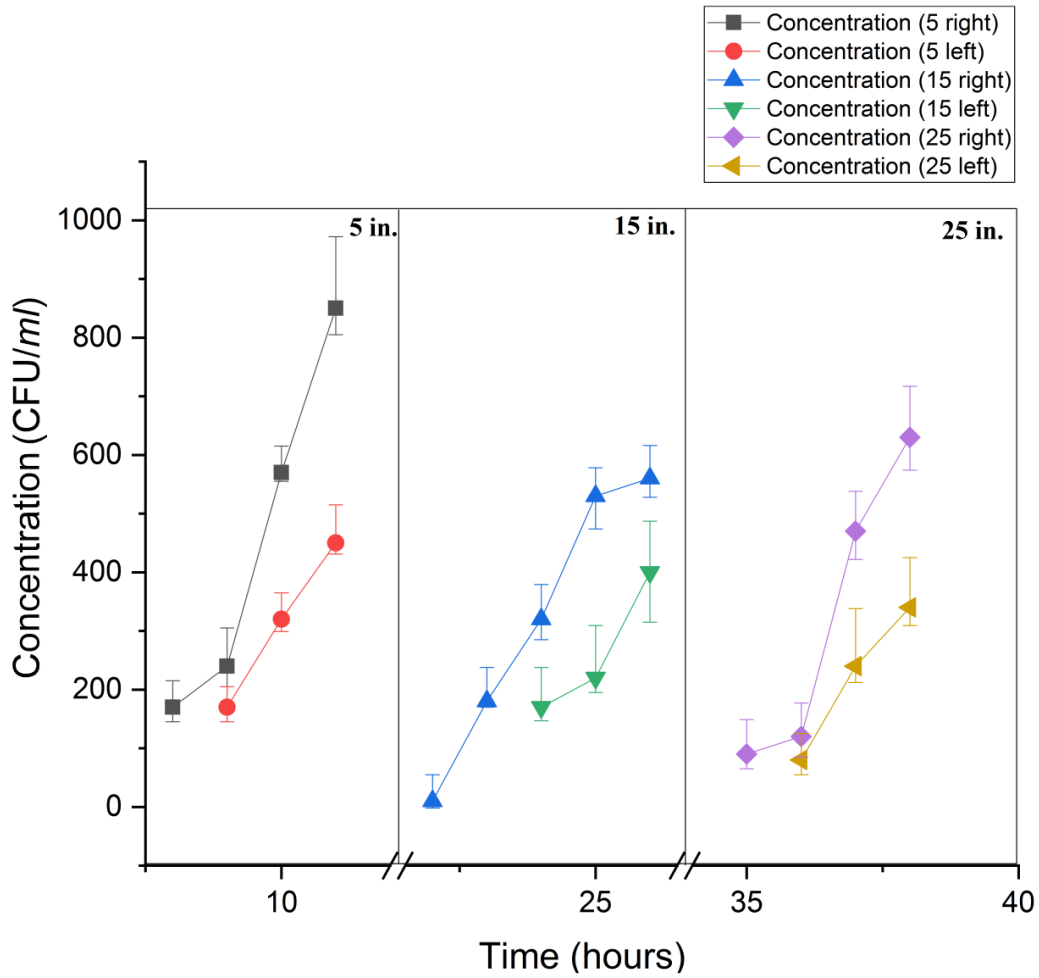 Concentration (5 right)
Concentration (5 left)
Concentration (15 right)
Concentration (15 left)
Concentration (25 right)
Concentration (25 left)
5 in.
15 in.
25 in.
1000
800
600
400
200
0
Concentration (CFU/ml)
10
25
35
40
Time (hours)